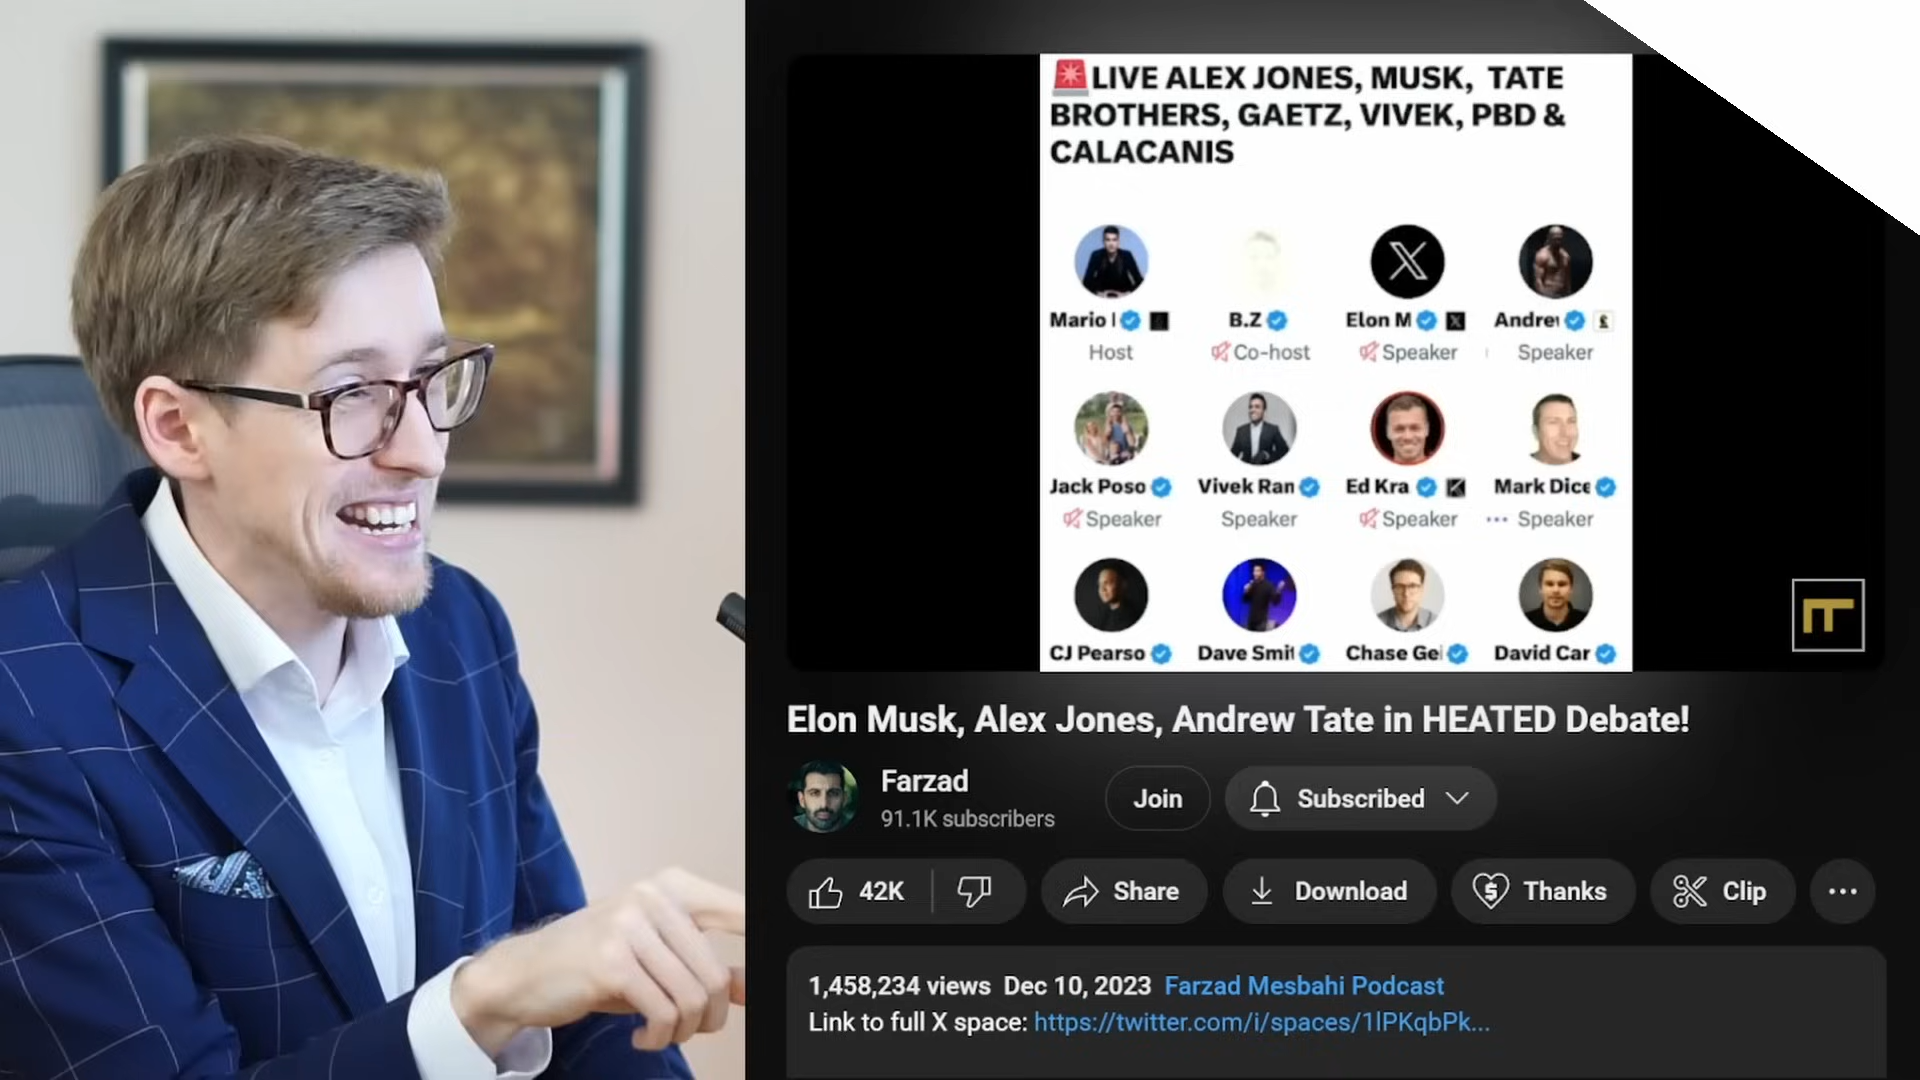 LIVE ALEX JONES, MUSK, TATE
BROTHERS, GAETZ, VIVEK, PBD &
CALACANIS
Mario B.Z Elon M Andre
Host Co-host Speaker Speaker
Jack Poso Vivek Ran Ed Kra Mark Dice
Speaker Speaker Speaker Speaker
CJ Pearso Dave Smit Chase Ge David Car
Elon Musk, Alex Jones, Andrew Tate in HEATED Debate!
Farzad
91.1K subscribers
Join
Subscribed
42K Share Download Thanks Clip
1,458,234 views Dec 10, 2023 Farzad Mesbahi Podcast
Link to full X space: https://twitter.com/i/spaces/1lPKqbPk...